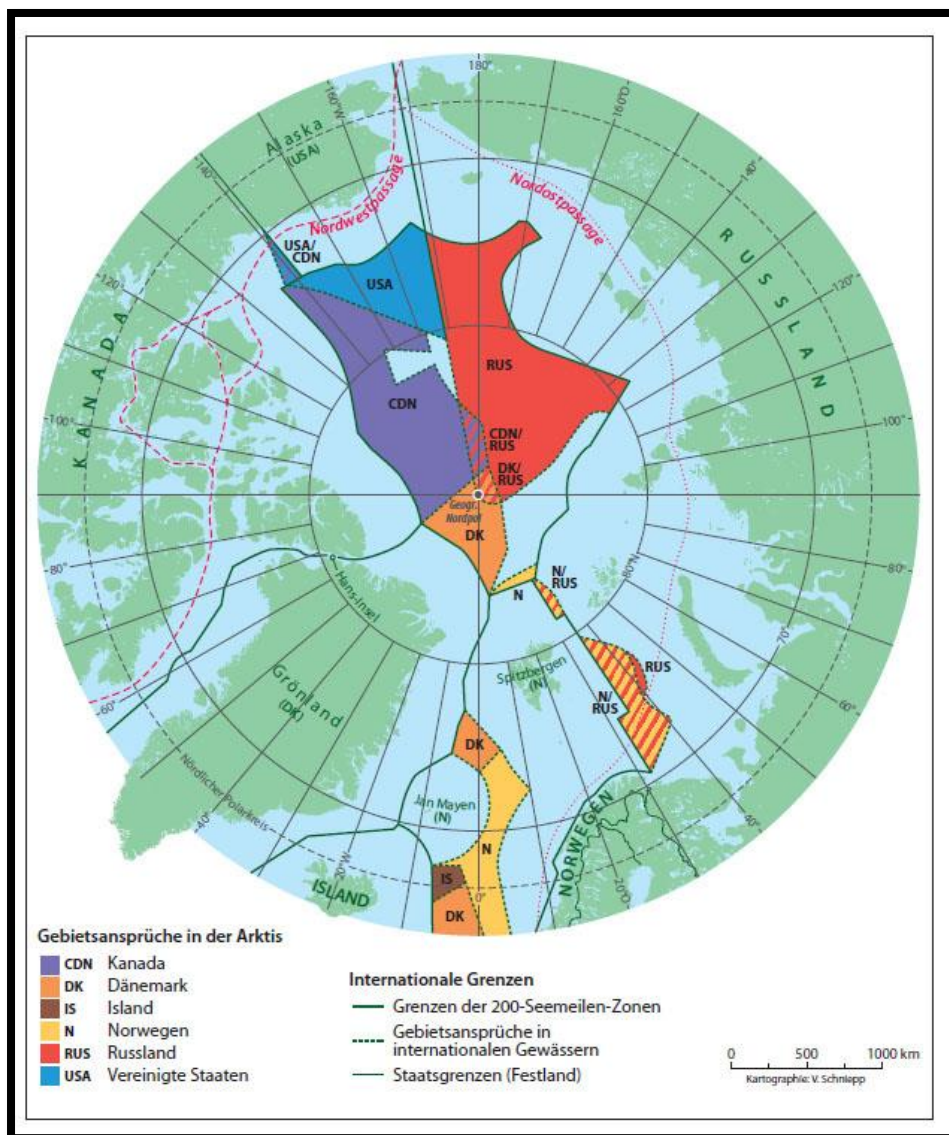 180°
160°W
160°O
Alaska
(USA)
140°
140°
Nordwestpassage
Nordostpassage
RUSSLAND
USA/
CDN
USA
120°
120°
KANADA
RUS
CDN
100°
100°
CDN/
RUS
DK/
RUS
Geogr.
Nordpol
DK
80°
80°
N/
RUS
N
80°N
Hans-Insel
70°
Spitzbergen
(N)
RUS
N/
RUS
60°
60°
Grönland
(DK)
DK
Nördlicher Polarkreis
Jan Mayen
(N)
NORWEGEN
40°
40°
N
20°W
20°O
IS
0°
ISLAND
DK
Gebietsansprüche in der Arktis
CDN Kanada
DK Dänemark
IS Island
N Norwegen
RUS Russland
USA Vereinigte Staaten
Internationale Grenzen
Grenzen der 200-Seemeilen-Zonen
Gebietsansprüche in
internationalen Gewässern
Staatsgrenzen (Festland)
0 500 1000 km
Kartographie: V. Schniepp